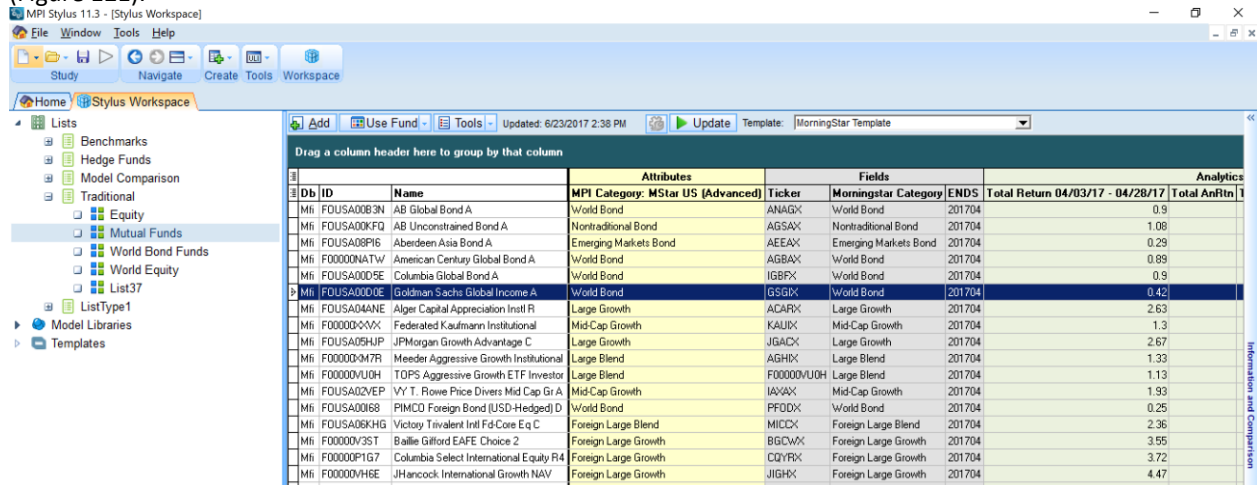 (Figure 222).
MPI Stylus 11.3 - [Stylus Workspace]
File Window Tools Help
Study Navigate Create Tools Workspace
Home Stylus Workspace
Lists
Benchmarks
Hedge Funds
Model Comparison
Traditional
Equity
Mutual Funds
World Bond Funds
World Equity
List37
ListType1
Model Libraries
Templates
Add Use Fund Tools Updated: 6/23/2017 2:38 PM Update Template: MorningStar Template
Drag a column header here to group by that column
Attributes Fields Analytics
Db ID Name MPI Category: MStar US (Advanced) Ticker Morningstar Category ENDS Total Return 04/03/17 - 04/28/17 Total AnRtn
Mfi FOUSA00B3N AB Global Bond A World Bond ANAGX World Bond 201704 0.9
Mfi FOUSA00KFQ AB Unconstrained Bond A Nontraditional Bond AGSAX Nontraditional Bond 201704 1.08
Mfi FOUSA08PI6 Aberdeen Asia Bond A Emerging Markets Bond AEEAX Emerging Markets Bond 201704 0.29
Mfi F00000NATW American Century Global Bond A World Bond AGBAX World Bond 201704 0.89
Mfi FOUSA00D5E Columbia Global Bond A World Bond IGBFX World Bond 201704 0.9
Mfi FOUSA00D0E Goldman Sachs Global Income A World Bond GSGIX World Bond 201704 0.42
Mfi FOUSA04ANE Alger Capital Appreciation Instl R Large Growth ACARX Large Growth 201704 2.63
Mfi F00000XXVX Federated Kaufmann Institutional Mid-Cap Growth KAUIX Mid-Cap Growth 201704 1.3
Mfi FOUSA05HJP JPMorgan Growth Advantage C Large Growth JGACX Large Growth 201704 2.67
Mfi F00000XM7R Meeder Aggressive Growth Institutional Large Blend AGHIX Large Blend 201704 1.33
Mfi F00000VU0H TOPS Aggressive Growth ETF Investor Large Blend F00000VU0H Large Blend 201704 1.13
Mfi FOUSA02VEP VY T. Rowe Price Divers Mid Cap Gr A Mid-Cap Growth IAXAX Mid-Cap Growth 201704 1.93
Mfi FOUSA00I68 PIMCO Foreign Bond (USD-Hedged) D World Bond PFODX World Bond 201704 0.25
Mfi FOUSA06KHG Victory Trivalent Intl Fd-Core Eq C Foreign Large Blend MICCX Foreign Large Blend 201704 2.36
Mfi F00000V3ST Baillie Gifford EAFE Choice 2 Foreign Large Growth BGCWX Foreign Large Growth 201704 3.55
Mfi F00000P1G7 Columbia Select International Equity R4 Foreign Large Growth CQYRX Foreign Large Growth 201704 3.72
Mfi F00000VH6E JHancock International Growth NAV Foreign Large Growth JIGHX Foreign Large Growth 201704 4.47
Information and Comparison